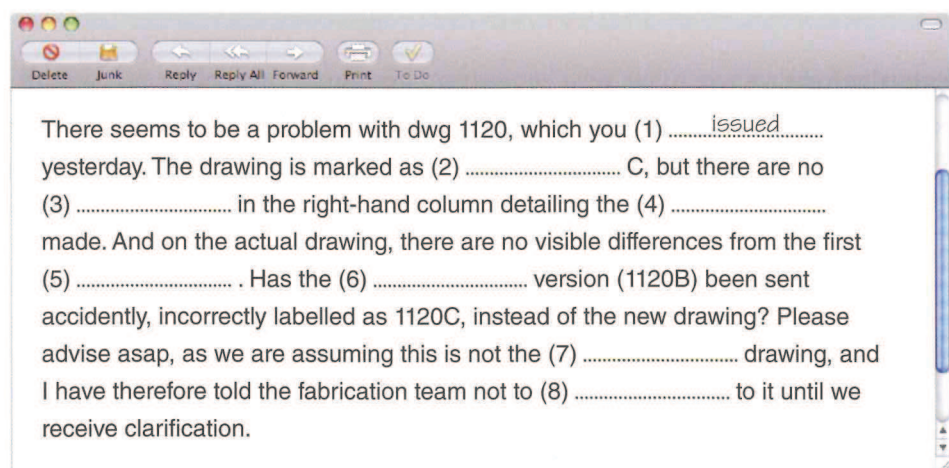 Delete Junk Reply Reply All Forward Print To Do
There seems to be a problem with dwg 1120, which you (1) ........issued........
yesterday. The drawing is marked as (2) ................................ C, but there are no
(3) ................................ in the right-hand column detailing the (4) ................................
made. And on the actual drawing, there are no visible differences from the first
(5) ................................ . Has the (6) ................................ version (1120B) been sent
accidently, incorrectly labelled as 1120C, instead of the new drawing? Please
advise asap, as we are assuming this is not the (7) ................................ drawing, and
I have therefore told the fabrication team not to (8) ................................ to it until we
receive clarification.